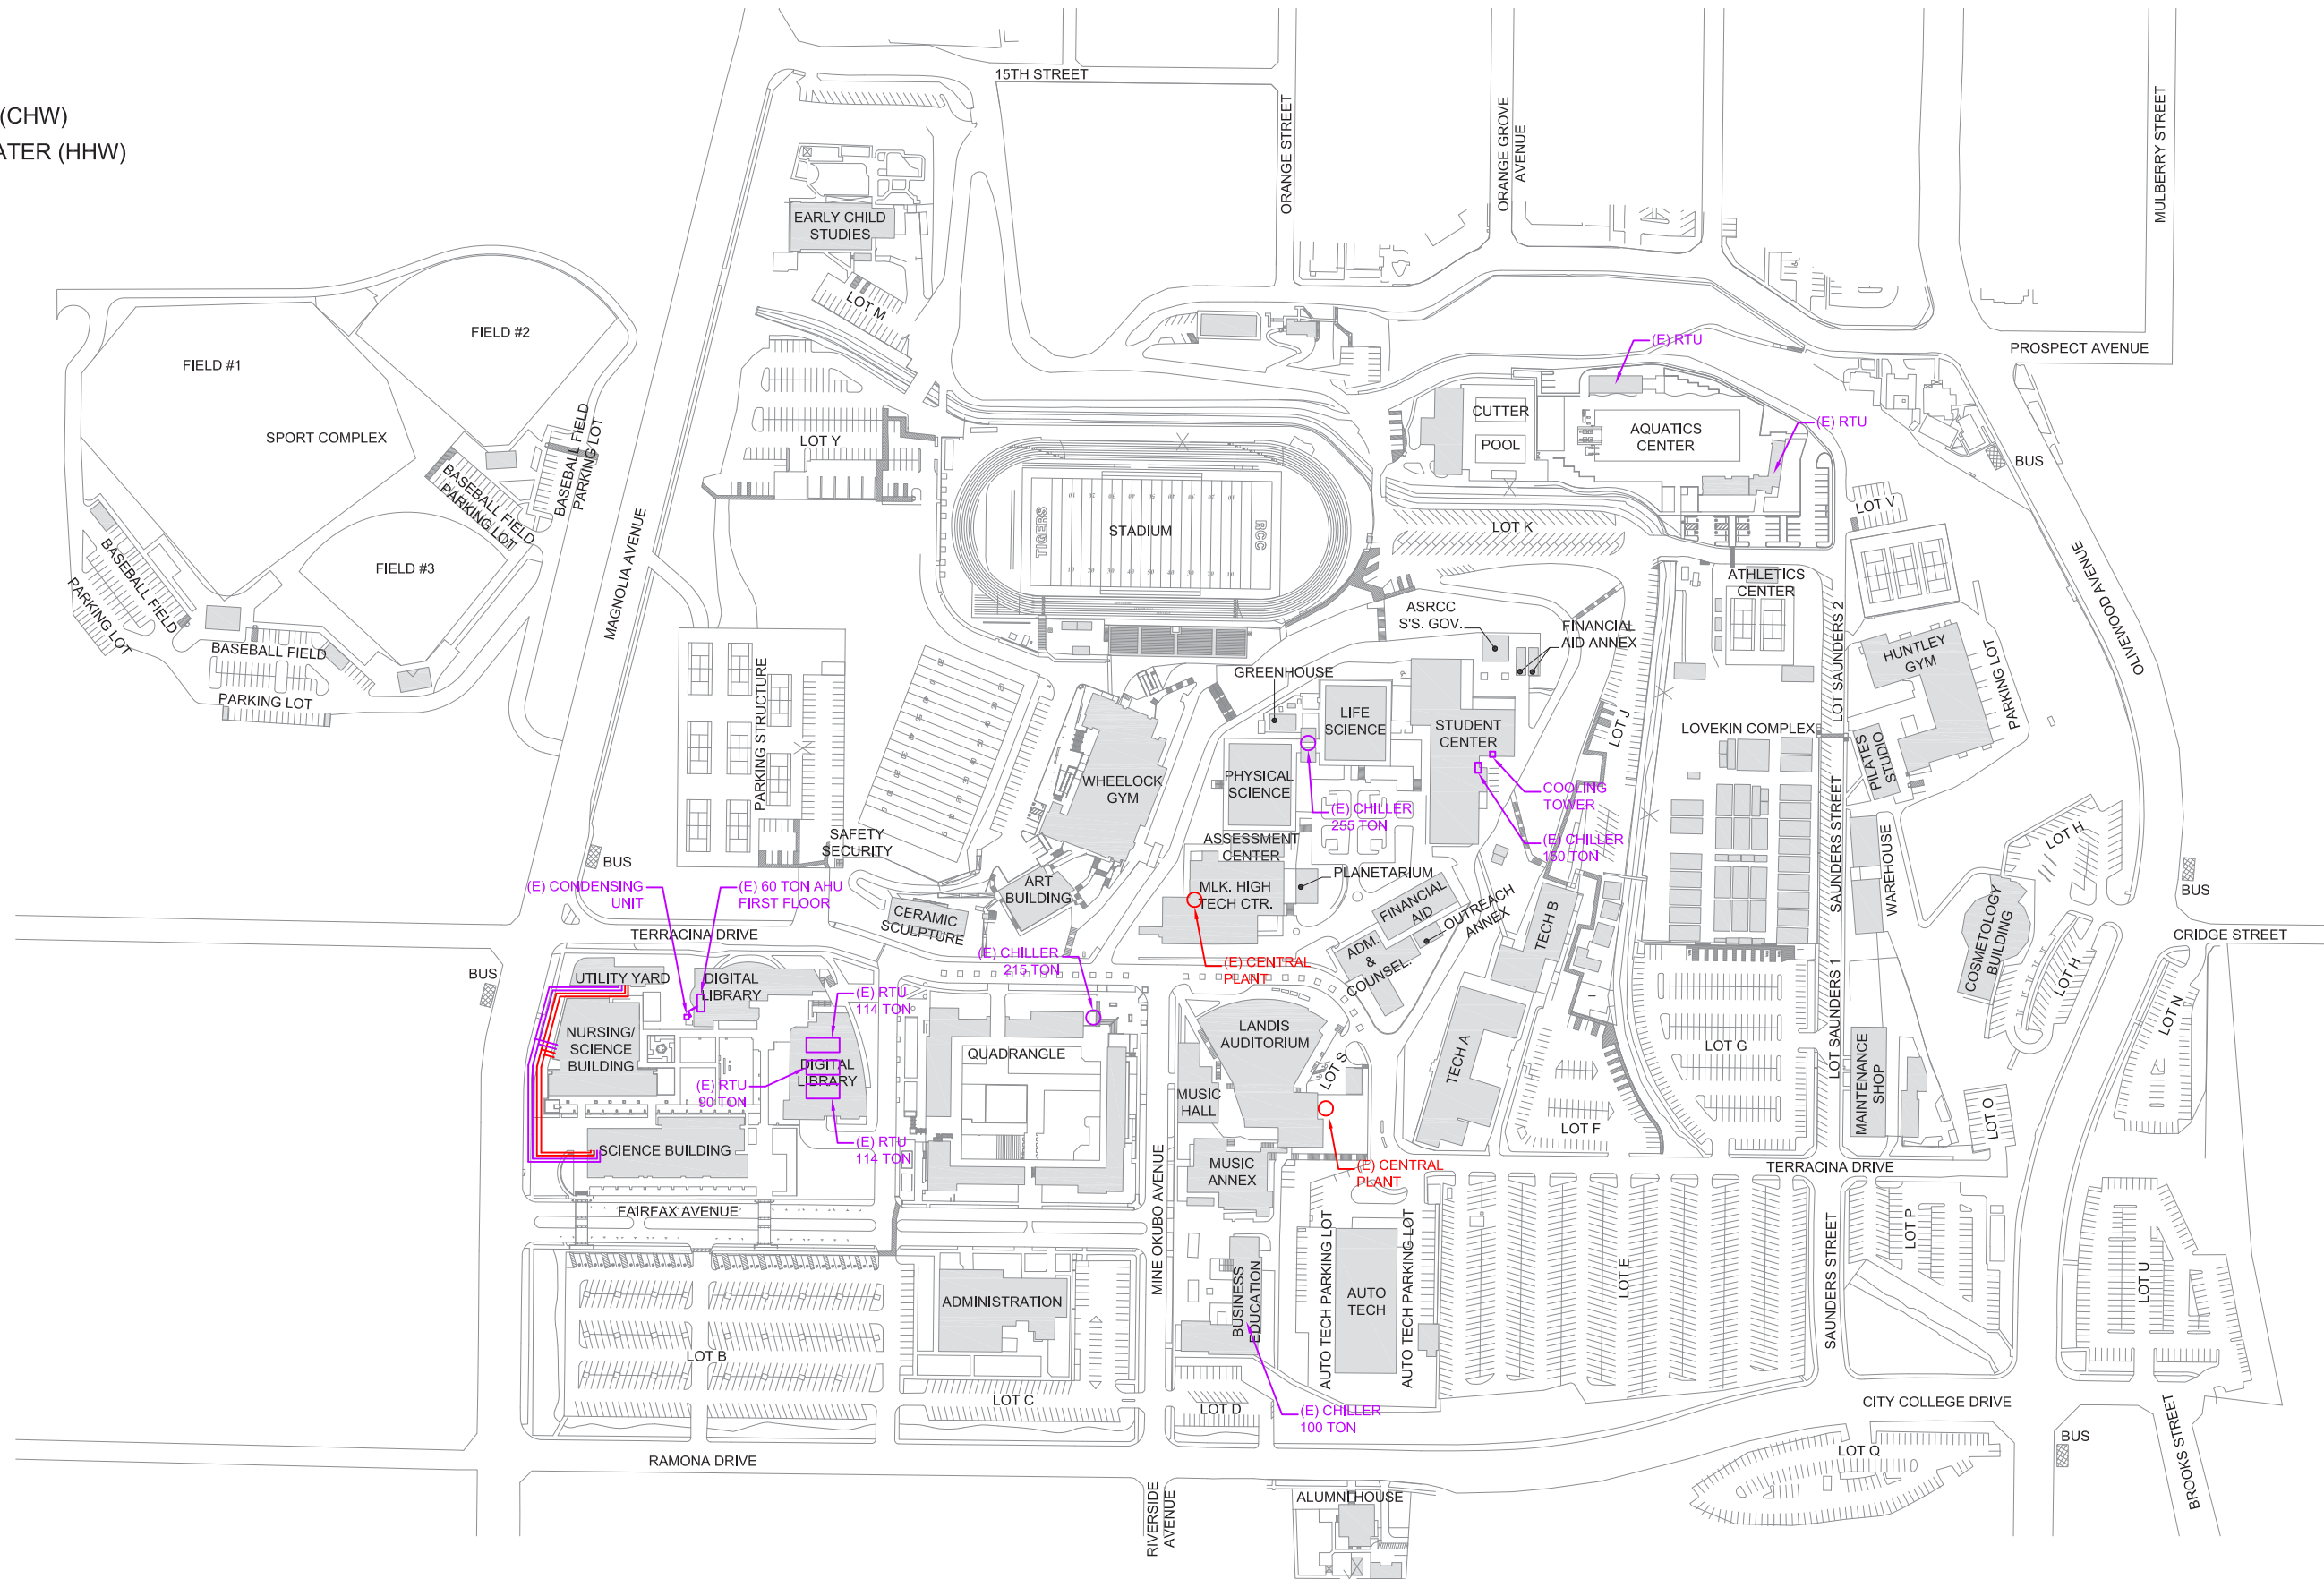 (CHW)
ATER (HHW)
15TH STREET
ORANGE STREET
ORANGE GROVE
AVENUE
MULBERRY STREET
EARLY CHILD
STUDIES
LOT M
FIELD #2
FIELD #1
(E) RTU
PROSPECT AVENUE
SPORT COMPLEX
BASEBALL FIELD
PARKING LOT
LOT Y
CUTTER
POOL
AQUATICS
CENTER
(E) RTU
BUS
BASEBALL FIELD
PARKING LOT
MAGNOLIA AVENUE
TIGERS
STADIUM
RCC
LOT K
LOT V
BASEBALL FIELD
PARKING LOT
FIELD #3
ATHLETICS
CENTER
OLIVEWOOD AVENUE
ASRCC
S'S. GOV.
FINANCIAL
AID ANNEX
LOT SAUNDERS 2
HUNTLEY
GYM
PARKING LOT
BASEBALL FIELD
PARKING LOT
PARKING STRUCTURE
GREENHOUSE
LIFE
SCIENCE
STUDENT
CENTER
LOT J
LOVEKIN COMPLEX
PILATES
STUDIO
WHEELOCK
GYM
PHYSICAL
SCIENCE
(E) CHILLER
255 TON
COOLING
TOWER
SAUNDERS STREET
SAFETY
SECURITY
ASSESSMENT
CENTER
(E) CHILLER
150 TON
WAREHOUSE
LOT H
BUS
(E) CONDENSING
UNIT
(E) 60 TON AHU
FIRST FLOOR
ART
BUILDING
MLK. HIGH
TECH CTR.
PLANETARIUM
FINANCIAL
AID
OUTREACH
ANNEX
TECH B
COSMETOLOGY
BUILDING
BUS
CERAMIC
SCULPTURE
TERRACINA DRIVE
CRIDGE STREET
(E) CHILLER
215 TON
(E) CENTRAL
PLANT
ADM.
&
COUNSEL.
BUS
UTILITY YARD
DIGITAL
LIBRARY
(E) RTU
114 TON
LOT H
LOT N
NURSING/
SCIENCE
BUILDING
QUADRANGLE
LANDIS
AUDITORIUM
TECH A
LOT G
LOT SAUNDERS 1
MAINTENANCE
SHOP
DIGITAL
LIBRARY
(E) RTU
90 TON
LOT S
MUSIC
HALL
LOT O
LOT F
(E) RTU
114 TON
SCIENCE BUILDING
MINE OKUBO AVENUE
MUSIC
ANNEX
(E) CENTRAL
PLANT
TERRACINA DRIVE
FAIRFAX AVENUE
LOT P
SAUNDERS STREET
LOT U
ADMINISTRATION
BUSINESS
EDUCATION
AUTO TECH PARKING LOT
AUTO
TECH
AUTO TECH PARKING LOT
LOT E
LOT B
LOT C
LOT D
(E) CHILLER
100 TON
CITY COLLEGE DRIVE
BROOKS STREET
BUS
LOT Q
RAMONA DRIVE
RIVERSIDE
AVENUE
ALUMNI HOUSE